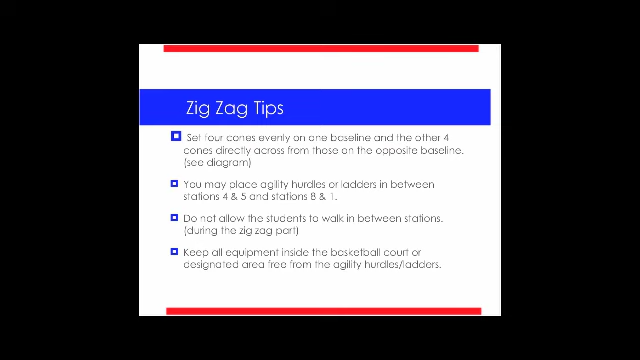 Zig Zag Tips
Set four cones evenly on one baseline and the other 4
cones directly across from those on the opposite baseline.
(see diagram)
You may place agility hurdles or ladders in between
stations 4 & 5 and stations 8 & 1.
Do not allow the students to walk in between stations.
(during the zig zag part)
Keep all equipment inside the basketball court or
designated area free from the agility hurdles/ladders.